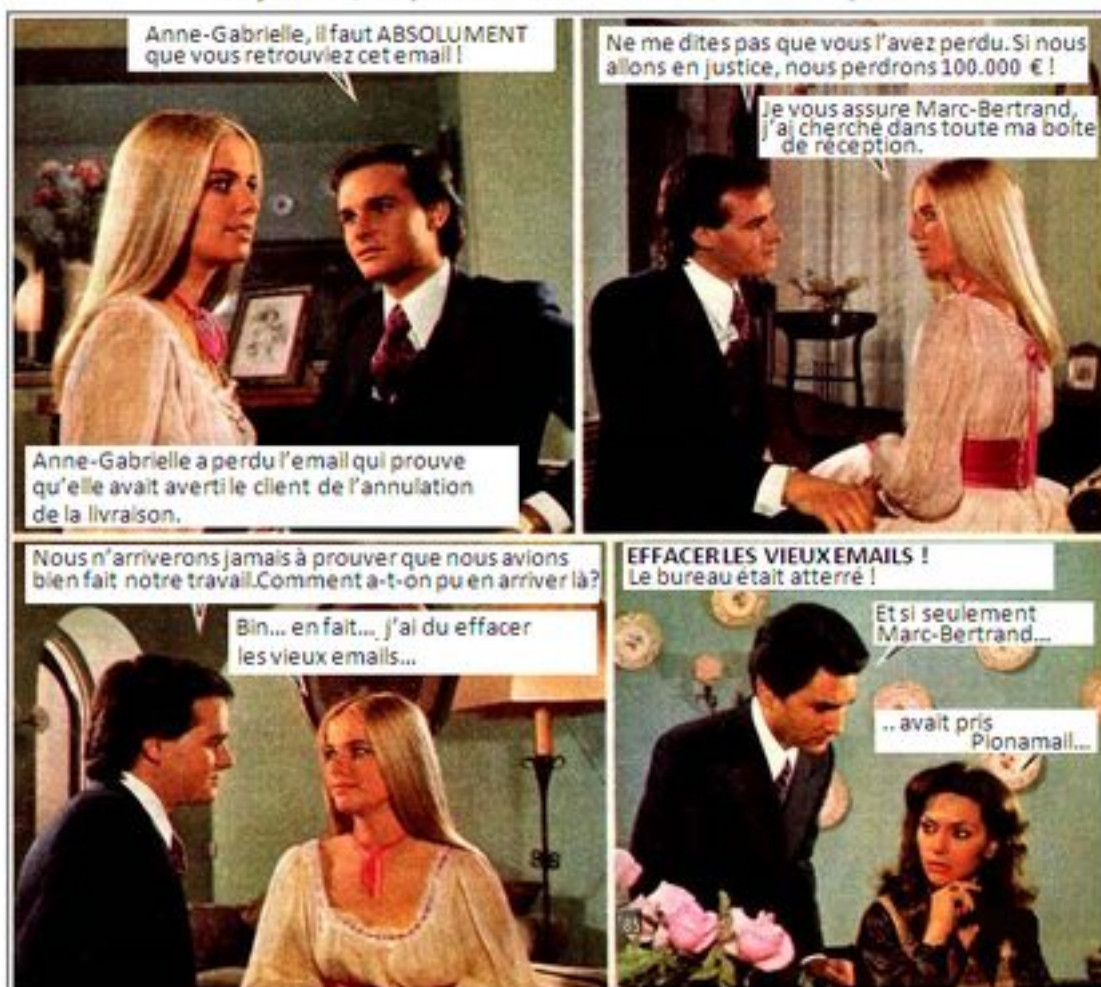 Anne-Gabrielle, il faut ABSOLUMENT
que vous retrouviez cet email !
Anne-Gabrielle a perdu l'email qui prouve
qu'elle avait averti le client de l'annulation
de la livraison.
Ne me dites pas que vous l'avez perdu. Si nous
allons en justice, nous perdrons 100.000 € !
Je vous assure Marc-Bertrand,
j'ai cherché dans toute ma boite
de réception.
Nous n'arriverons jamais à prouver que nous avions
bien fait notre travail.Comment a-t-on pu en arriver là?
Bin... en fait... j'ai du effacer
les vieux emails...
EFFACER LES VIEUX EMAILS !
Le bureau était atterré !
Et si seulement
Marc-Bertrand...
.. avait pris
Pionamail...